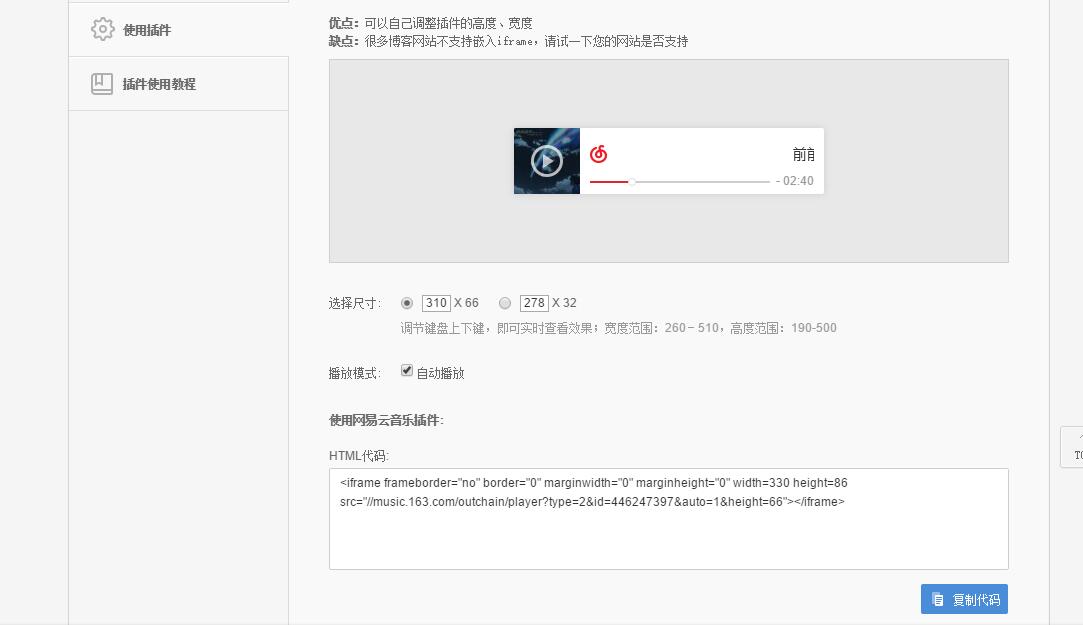 使用插件
插件使用教程
优点：可以自己调整插件的高度、宽度
缺点：很多博客网站不支持嵌入iframe，请试一下您的网站是否支持
- 02:40
选择尺寸： 310 X 66 278 X 32
调节键盘上下键，即可实时查看效果；宽度范围：260－510，高度范围：190-500
播放模式： 自动播放
使用网易云音乐插件：
HTML代码:
<iframe frameborder="no" border="0" marginwidth="0" marginheight="0" width=330 height=86
src="//music.163.com/outchain/player?type=2&id=446247397&auto=1&height=66"></iframe>
复制代码